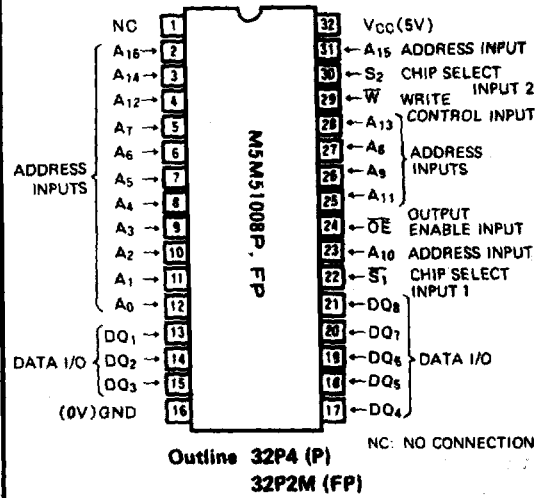 NC 1
A₁₆→ 2
A₁₄→ 3
A₁₂→ 4
A₇→ 5
A₆→ 6
A₅→ 7
A₄→ 8
A₃→ 9
A₂→ 10
A₁→ 11
A₀→ 12
ADDRESS
INPUTS
DQ₁→ 13
DQ₂→ 14
DQ₃→ 15
DATA I/O
(0V)GND 16
M5M51008P, FP
32 VCC(5V)
31 ←A₁₅ ADDRESS INPUT
30 ←S₂ CHIP SELECT
INPUT 2
29 ←W̅ WRITE
CONTROL INPUT
28 ←A₁₃
27 ←A₈
26 ←A₉
25 ←A₁₁
ADDRESS
INPUTS
24 ←O̅E̅ OUTPUT
ENABLE INPUT
23 ←A₁₀ ADDRESS INPUT
22 ←S̅₁ CHIP SELECT
INPUT 1
21 ←DQ₈
20 ←DQ₇
19 ←DQ₆
18 ←DQ₅
17 ←DQ₄
DATA I/O
NC: NO CONNECTION
Outline 32P4 (P)
32P2M (FP)